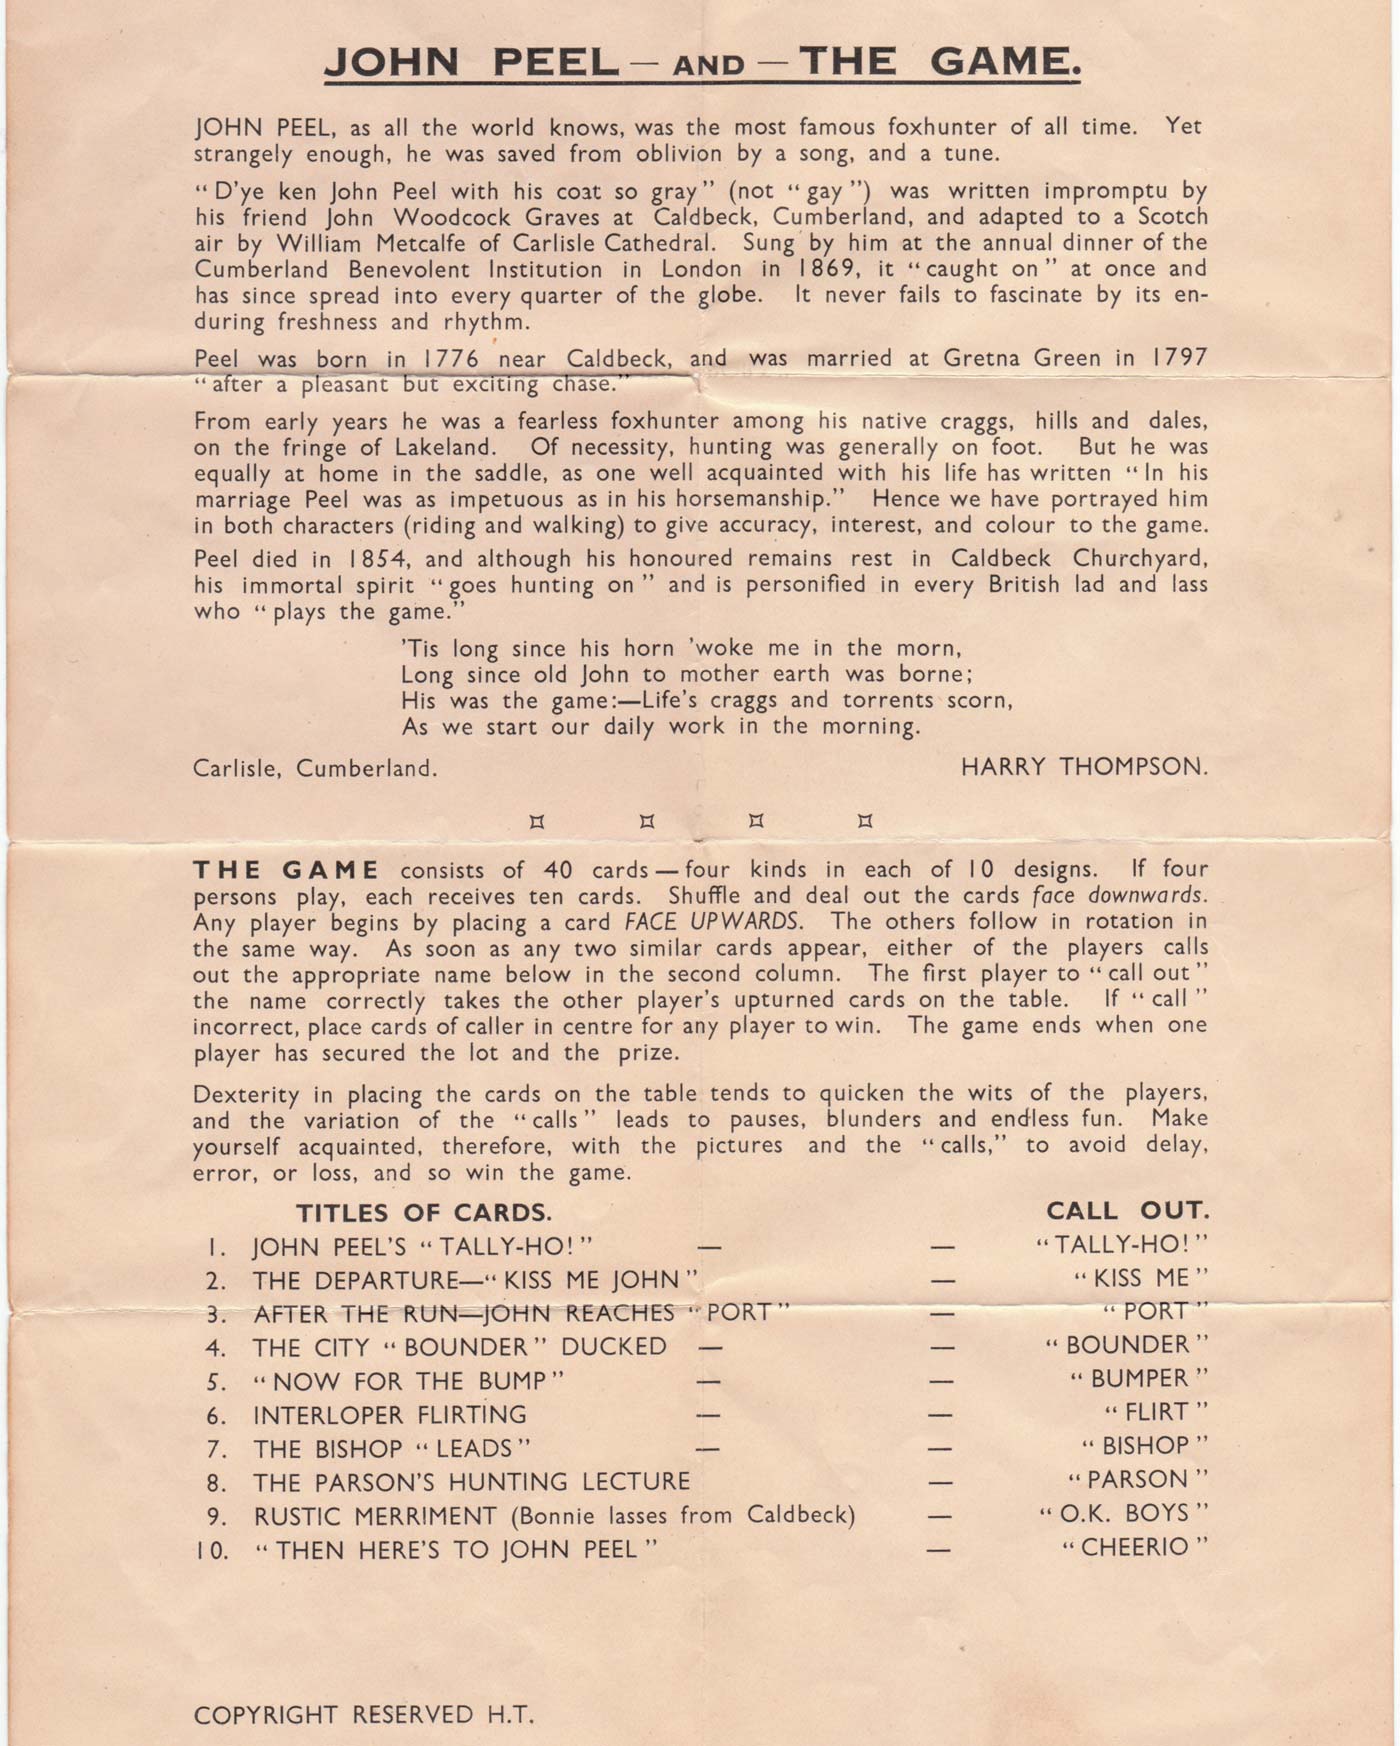 JOHN PEEL — AND — THE GAME.
JOHN PEEL, as all the world knows, was the most famous foxhunter of all time. Yet
strangely enough, he was saved from oblivion by a song, and a tune.
“D’ye ken John Peel with his coat so gray” (not “gay”) was written impromptu by
his friend John Woodcock Graves at Caldbeck, Cumberland, and adapted to a Scotch
air by William Metcalfe of Carlisle Cathedral. Sung by him at the annual dinner of the
Cumberland Benevolent Institution in London in 1869, it “caught on” at once and
has since spread into every quarter of the globe. It never fails to fascinate by its en-
during freshness and rhythm.
Peel was born in 1776 near Caldbeck, and was married at Gretna Green in 1797
“after a pleasant but exciting chase.”
From early years he was a fearless foxhunter among his native craggs, hills and dales,
on the fringe of Lakeland. Of necessity, hunting was generally on foot. But he was
equally at home in the saddle, as one well acquainted with his life has written “In his
marriage Peel was as impetuous as in his horsemanship.” Hence we have portrayed him
in both characters (riding and walking) to give accuracy, interest, and colour to the game.
Peel died in 1854, and although his honoured remains rest in Caldbeck Churchyard,
his immortal spirit “goes hunting on” and is personified in every British lad and lass
who “plays the game.”
’Tis long since his horn ’woke me in the morn,
Long since old John to mother earth was borne;
His was the game:—Life’s craggs and torrents scorn,
As we start our daily work in the morning.
Carlisle, Cumberland. HARRY THOMPSON.
THE GAME consists of 40 cards—four kinds in each of 10 designs. If four
persons play, each receives ten cards. Shuffle and deal out the cards face downwards.
Any player begins by placing a card FACE UPWARDS. The others follow in rotation in
the same way. As soon as any two similar cards appear, either of the players calls
out the appropriate name below in the second column. The first player to “call out”
the name correctly takes the other player’s upturned cards on the table. If “call”
incorrect, place cards of caller in centre for any player to win. The game ends when one
player has secured the lot and the prize.
Dexterity in placing the cards on the table tends to quicken the wits of the players,
and the variation of the “calls” leads to pauses, blunders and endless fun. Make
yourself acquainted, therefore, with the pictures and the “calls,” to avoid delay,
error, or loss, and so win the game.
TITLES OF CARDS. CALL OUT.
1. JOHN PEEL’S “TALLY-HO!” — — “TALLY-HO!”
2. THE DEPARTURE—“KISS ME JOHN” — “KISS ME”
3. AFTER THE RUN—JOHN REACHES “PORT” — “PORT”
4. THE CITY “BOUNDER” DUCKED — — “BOUNDER”
5. “NOW FOR THE BUMP” — — “BUMPER”
6. INTERLOPER FLIRTING — — “FLIRT”
7. THE BISHOP “LEADS” — — “BISHOP”
8. THE PARSON’S HUNTING LECTURE — “PARSON”
9. RUSTIC MERRIMENT (Bonnie lasses from Caldbeck) — “O.K. BOYS”
10. “THEN HERE’S TO JOHN PEEL” — “CHEERIO”
COPYRIGHT RESERVED H.T.